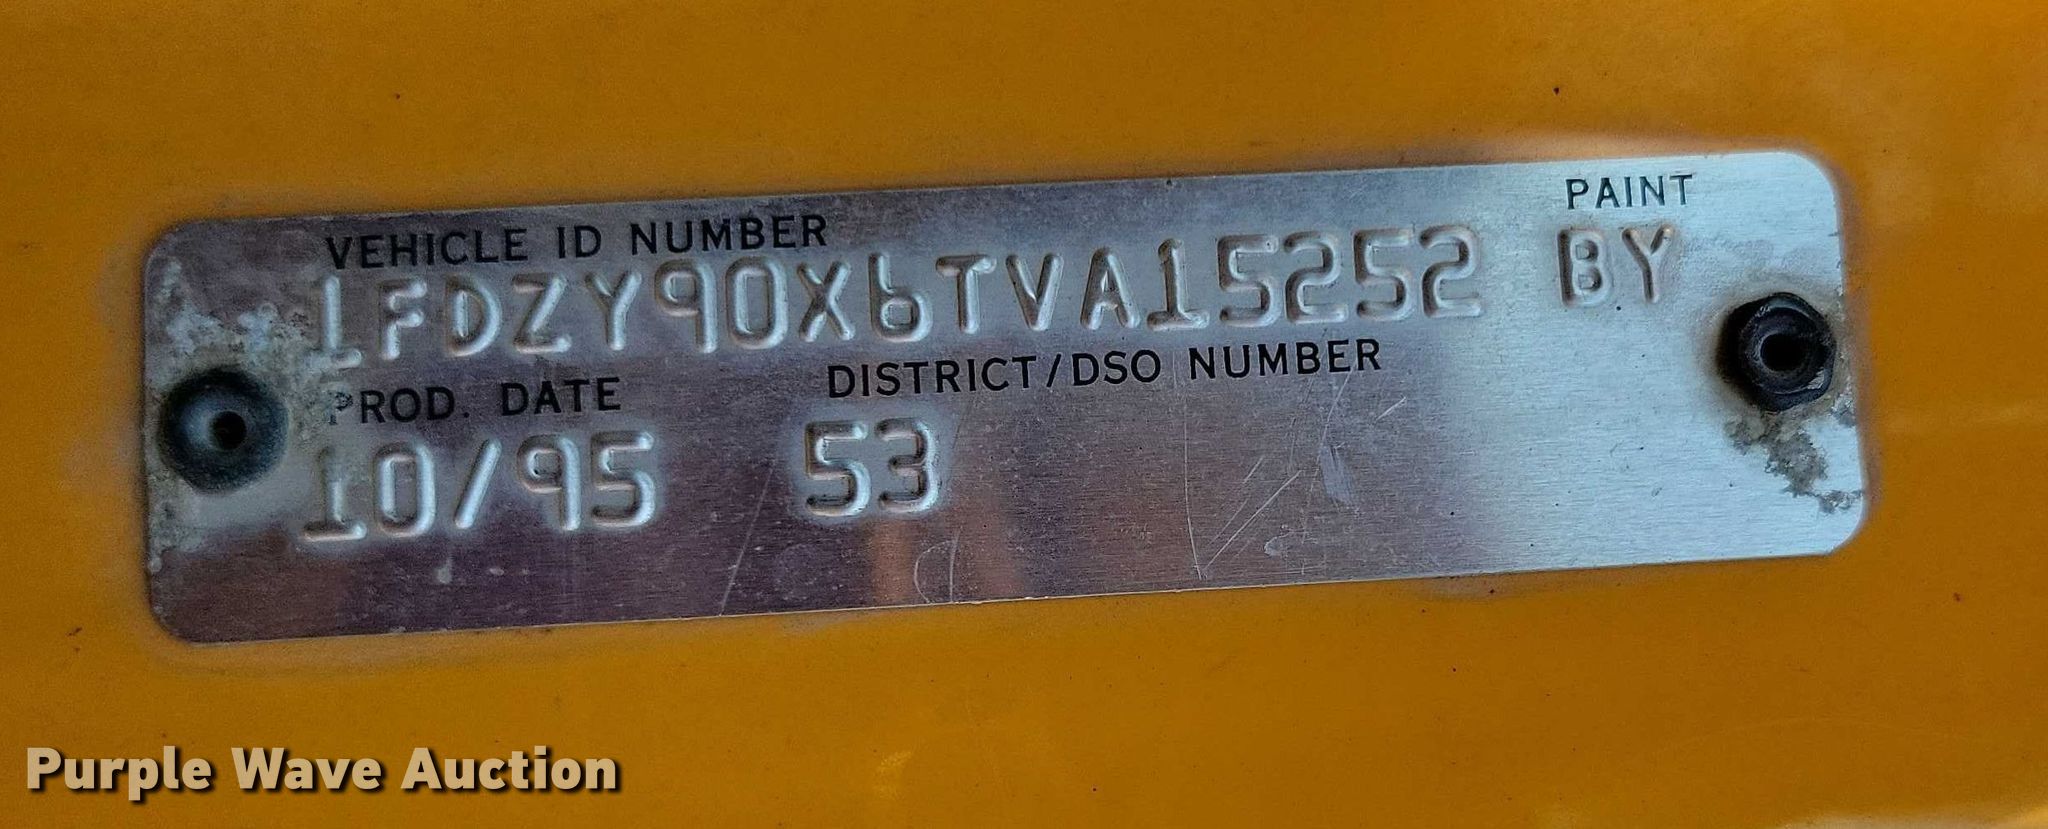 PAINT
VEHICLE ID NUMBER
1FDZY90X6TVA15252 BY
PROD. DATE DISTRICT/DSO NUMBER
10/95 53
Purple Wave Auction